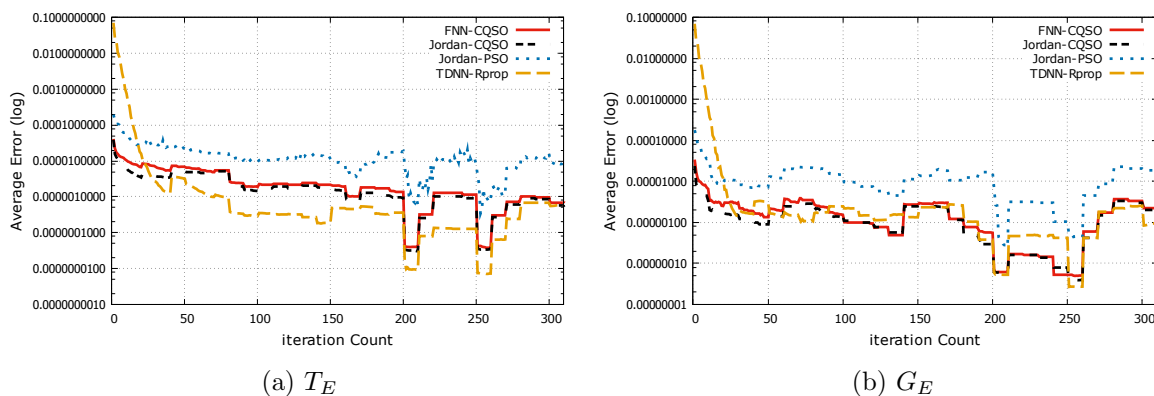 0.1000000000
0.0100000000
0.0010000000
0.0001000000
0.0000100000
0.0000010000
0.0000001000
0.0000000100
0.0000000010
Average Error (log)
0 50 100 150 200 250 300
iteration Count
FNN-CQSO
Jordan-CQSO
Jordan-PSO
TDNN-Rprop
(a) T_E
0.10000000
0.01000000
0.00100000
0.00010000
0.00001000
0.00000100
0.00000010
0.00000001
Average Error (log)
0 50 100 150 200 250 300
iteration Count
FNN-CQSO
Jordan-CQSO
Jordan-PSO
TDNN-Rprop
(b) G_E